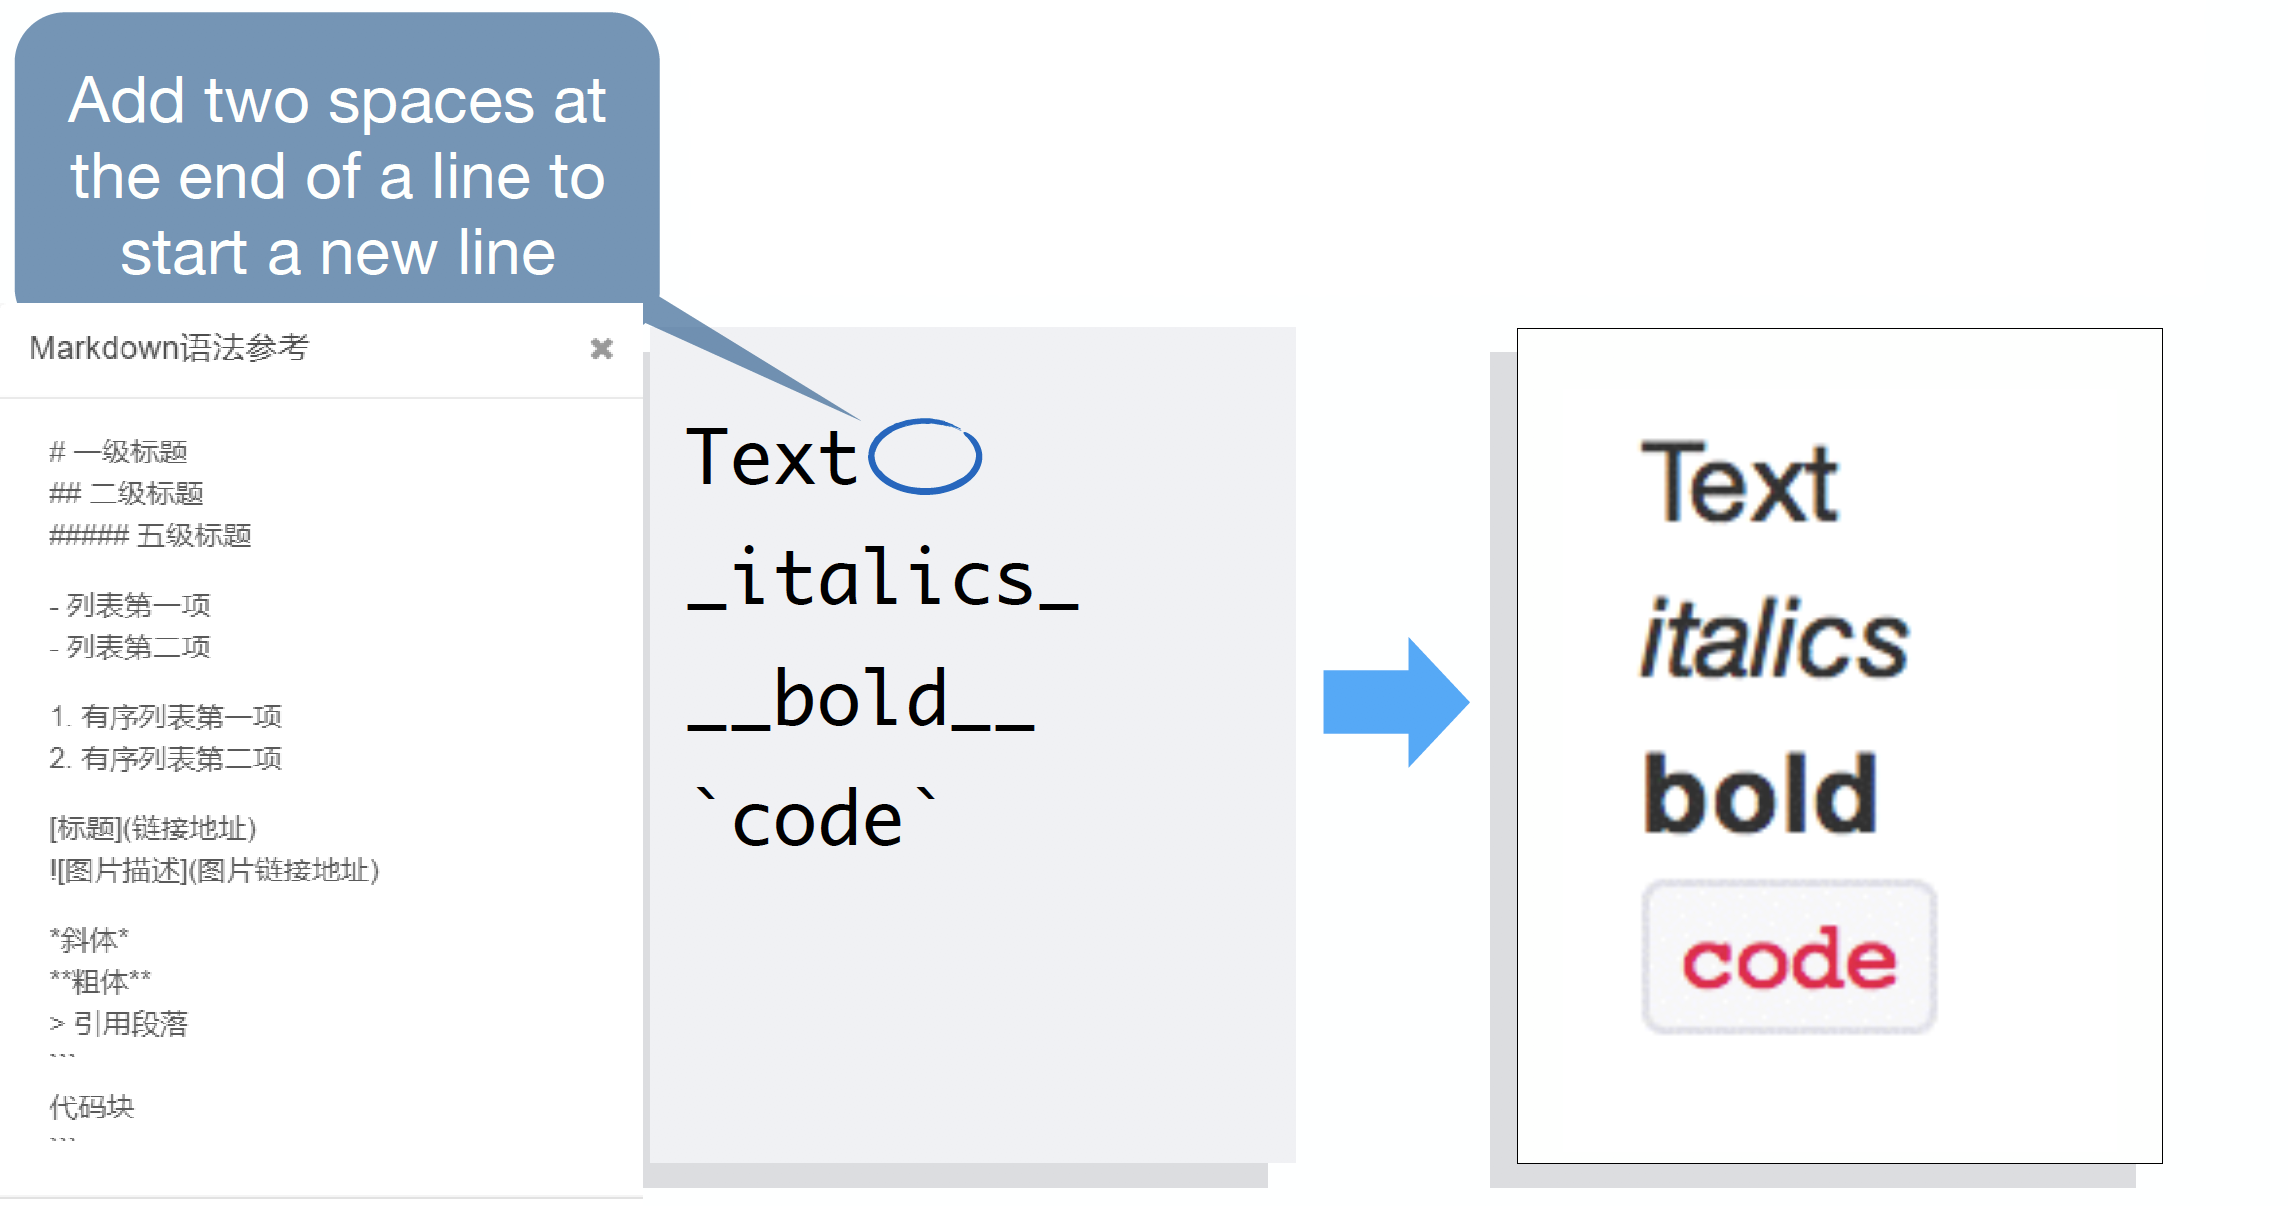 Add two spaces at
the end of a line to
start a new line
Markdown语法参考
# 一级标题
## 二级标题
##### 五级标题
- 列表第一项
- 列表第二项
1. 有序列表第一项
2. 有序列表第二项
[标题](链接地址)
![图片描述](图片链接地址)
*斜体*
**粗体**
> 引用段落
```
代码块
```
Text
_italics_
__bold__
`code`
Text
italics
bold
code